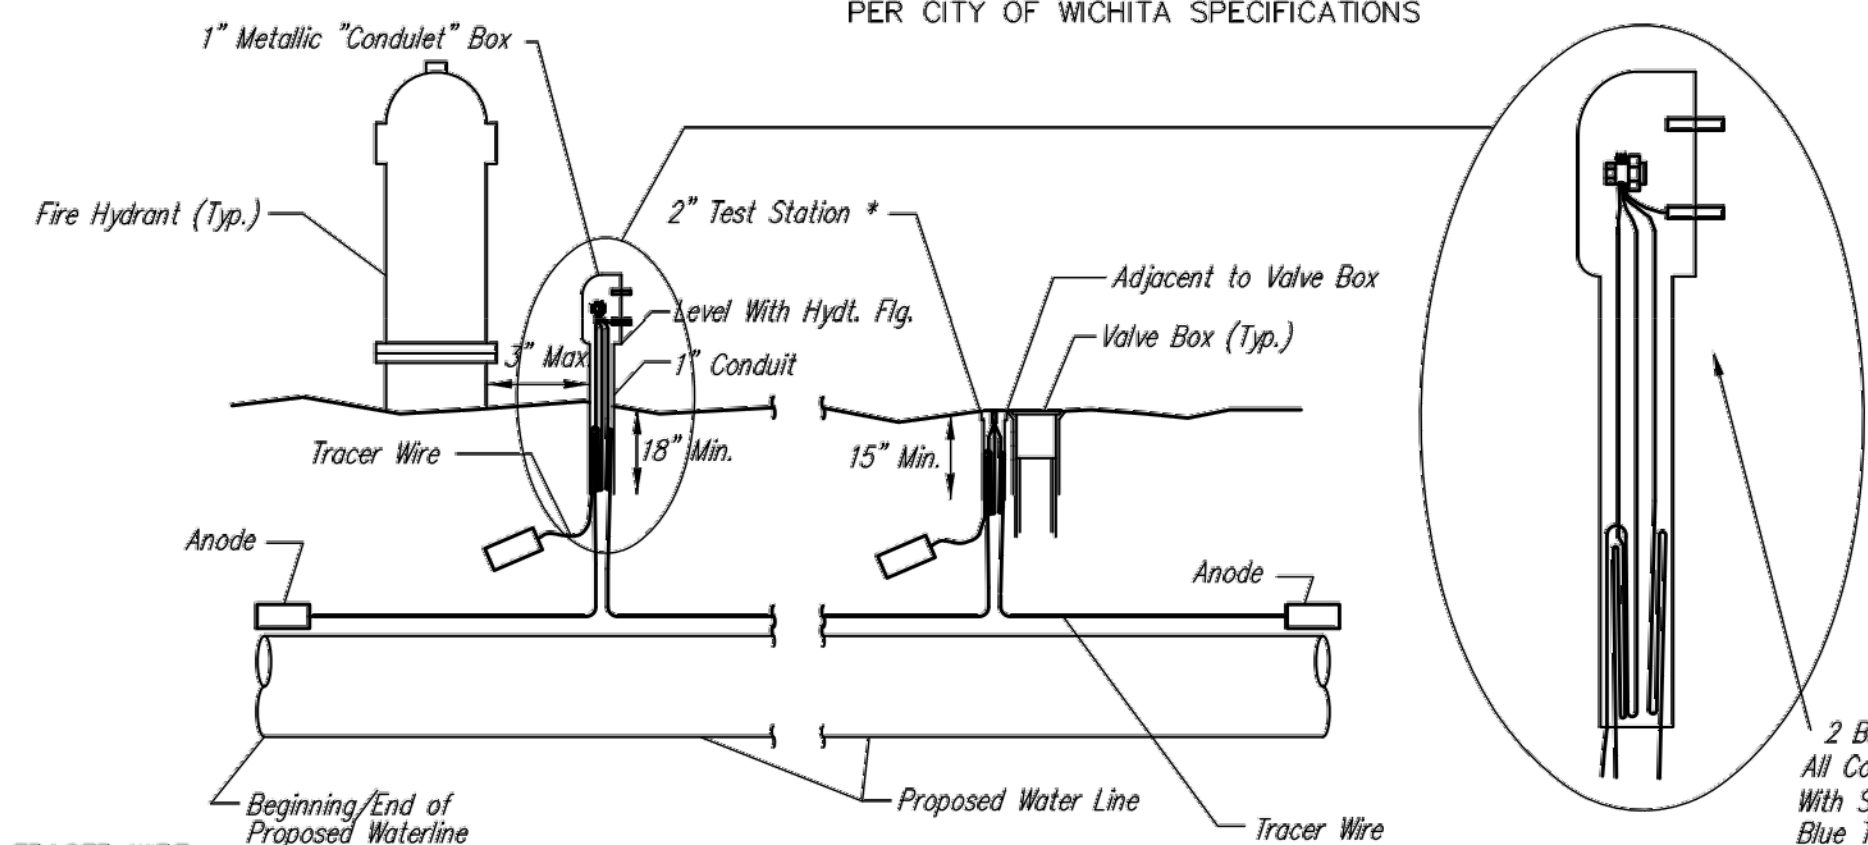 PER CITY OF WICHITA SPECIFICATIONS
1" Metallic "Condulet" Box
Fire Hydrant (Typ.)
2" Test Station *
Adjacent to Valve Box
Level With Hydt. Flg.
Valve Box (Typ.)
3" Max.
1" Conduit
Tracer Wire
18" Min.
15" Min.
Anode
Anode
2
All
With
Blue
Beginning/End of
Proposed Waterline
Proposed Water Line
Tracer Wire